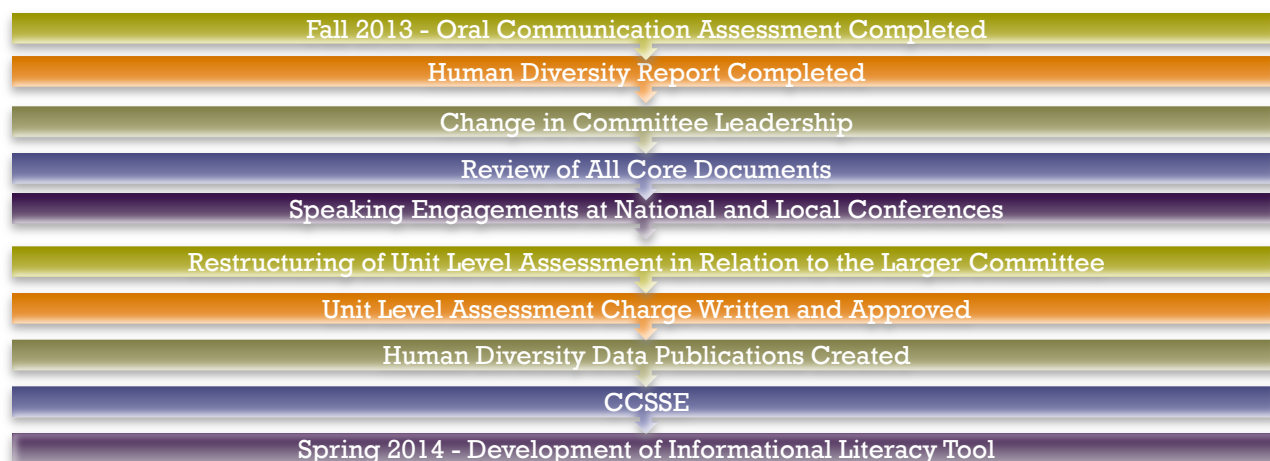 Fall 2013 - Oral Communication Assessment Completed
Human Diversity Report Completed
Change in Committee Leadership
Review of All Core Documents
Speaking Engagements at National and Local Conferences
Restructuring of Unit Level Assessment in Relation to the Larger Committee
Unit Level Assessment Charge Written and Approved
Human Diversity Data Publications Created
CCSSE
Spring 2014 - Development of Informational Literacy Tool